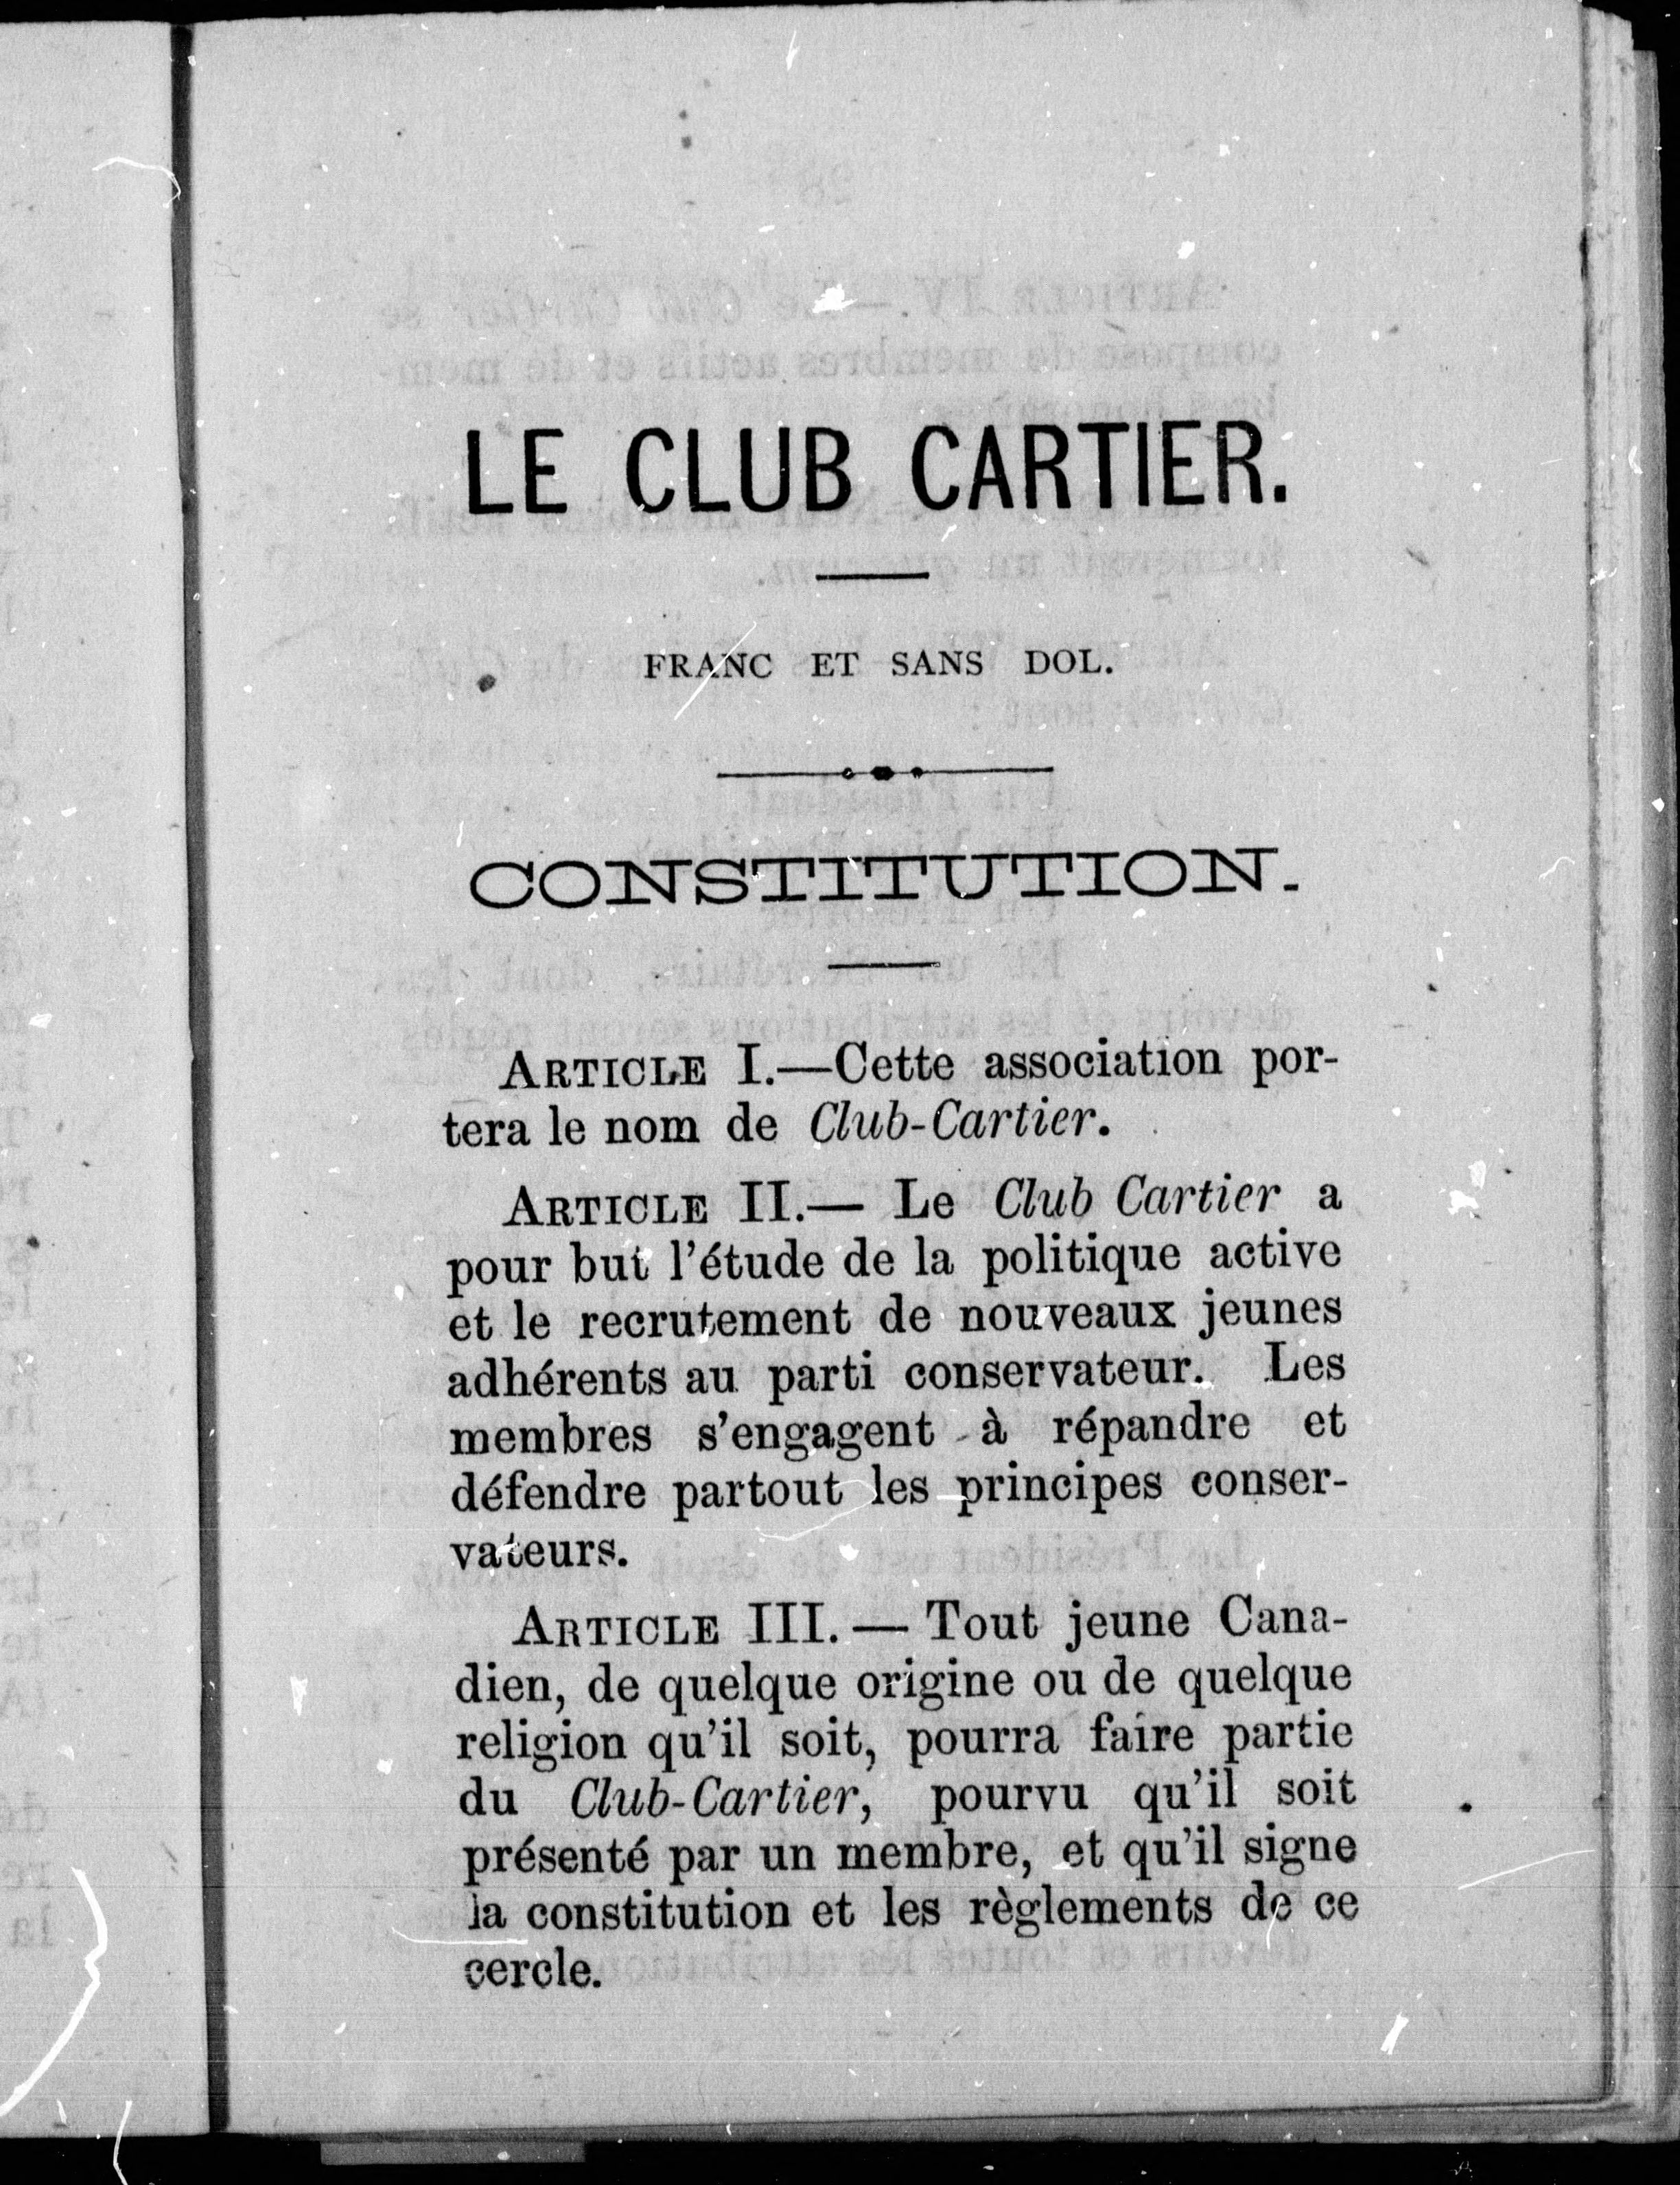 LE CLUB CARTIER.
FRANC ET SANS DOL.
CONSTITUTION.
ARTICLE I.—Cette association por-
tera le nom de Club-Cartier.
ARTICLE II.— Le Club Cartier a
pour but l'étude de la politique active
et le recrutement de nouveaux jeunes
adhérents au parti conservateur. Les
membres s'engagent à répandre et
défendre partout les principes conser-
vateurs.
ARTICLE III. — Tout jeune Cana-
dien, de quelque origine ou de quelque
religion qu'il soit, pourra faire partie
du Club-Cartier, pourvu qu'il soit
présenté par un membre, et qu'il signe
la constitution et les règlements de ce
cercle.